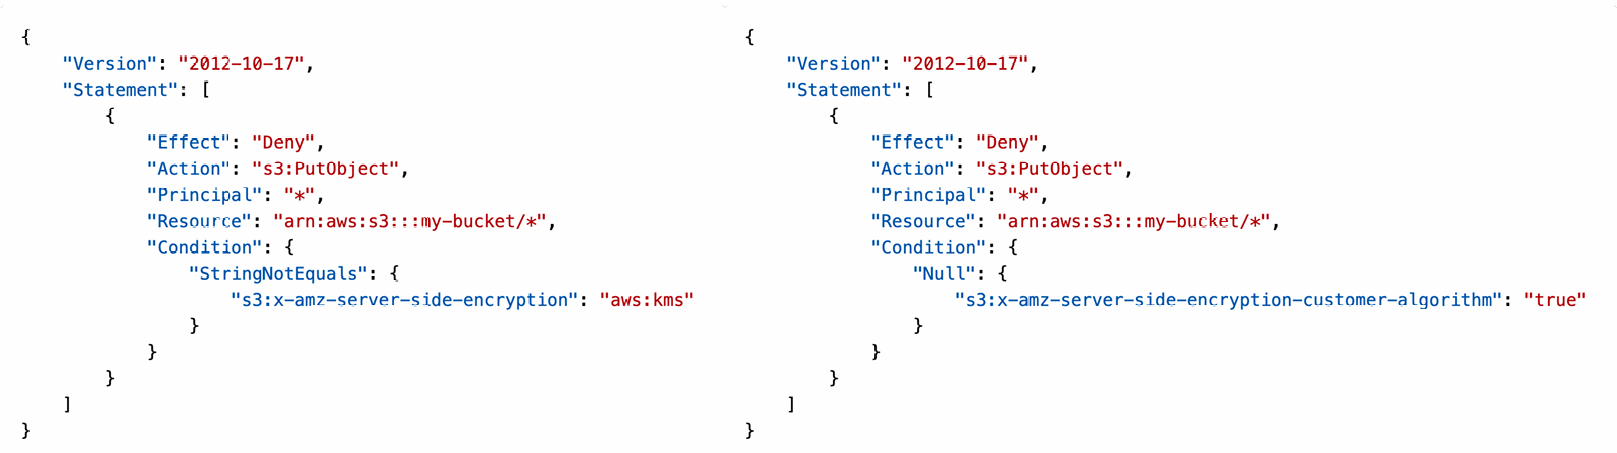 {
    "Version": "2012-10-17",
    "Statement": [
        {
            "Effect": "Deny",
            "Action": "s3:PutObject",
            "Principal": "*",
            "Resource": "arn:aws:s3:::my-bucket/*",
            "Condition": {
                "StringNotEquals": {
                    "s3:x-amz-server-side-encryption": "aws:kms"
                }
            }
        }
    ]
}
{
    "Version": "2012-10-17",
    "Statement": [
        {
            "Effect": "Deny",
            "Action": "s3:PutObject",
            "Principal": "*",
            "Resource": "arn:aws:s3:::my-bucket/*",
            "Condition": {
                "Null": {
                    "s3:x-amz-server-side-encryption-customer-algorithm": "true"
                }
            }
        }
    ]
}